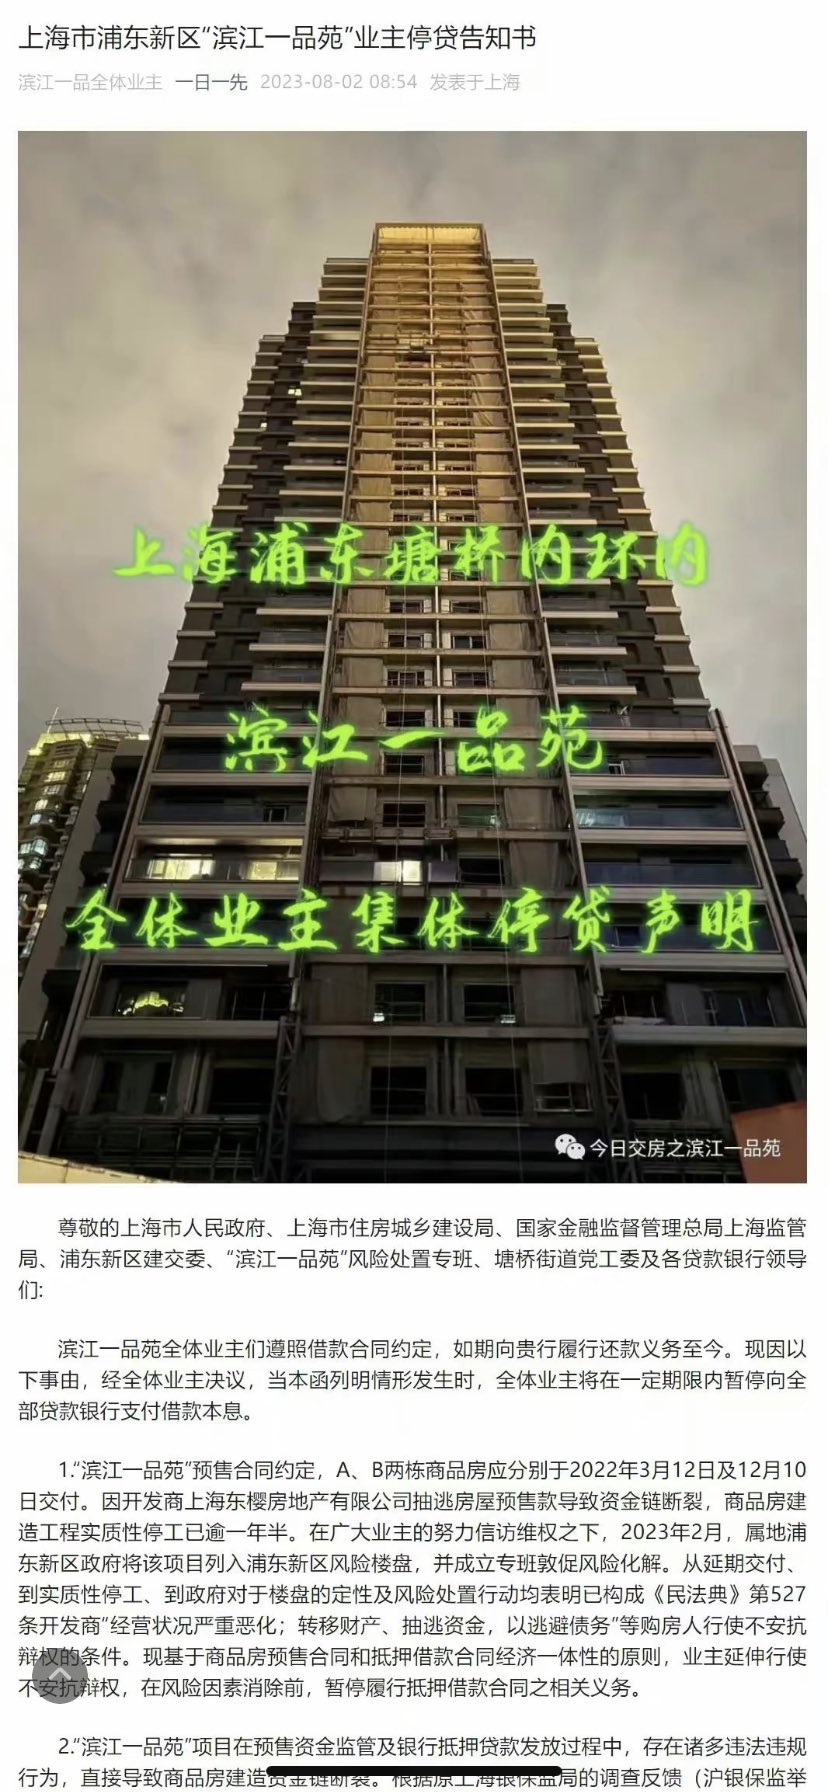 上海市浦东新区“滨江一品苑”业主停贷告知书
滨江一品全体业主 一日一先 2023-08-02 08:54 发表于上海
上海浦东塘桥内环内
滨江一品苑
全体业主集体停贷声明
今日交房之滨江一品苑
尊敬的上海市人民政府、上海市住房城乡建设局、国家金融监督管理总局上海监管
局、浦东新区建交委、“滨江一品苑”风险处置专班、塘桥街道党工委及各贷款银行领导
们:
滨江一品苑全体业主们遵照借款合同约定，如期向贵行履行还款义务至今。现因以
下事由，经全体业主决议，当本函列明情形发生时，全体业主将在一定期限内暂停向全
部贷款银行支付借款本息。
1.“滨江一品苑”预售合同约定，A、B两栋商品房应分别于2022年3月12日及12月10
日交付。因开发商上海东樱房地产有限公司抽逃房屋预售款导致资金链断裂，商品房建
造工程实质性停工已逾一年半。在广大业主的努力信访维权之下，2023年2月，属地浦
东新区政府将该项目列入浦东新区风险楼盘，并成立专班敦促风险化解。从延期交付、
到实质性停工、到政府对于楼盘的定性及风险处置行动均表明已构成《民法典》第527
条开发商“经营状况严重恶化；转移财产、抽逃资金，以逃避债务”等购房人行使不安抗
辩权的条件。现基于商品房预售合同和抵押借款合同经济一体性的原则，业主延伸行使
不安抗辩权，在风险因素消除前，暂停履行抵押借款合同之相关义务。
2.“滨江一品苑”项目在预售资金监管及银行抵押贷款发放过程中，存在诸多违法违规
行为，直接导致商品房建造资金链断裂。根据原上海银保监局的调查反馈（沪银保监举